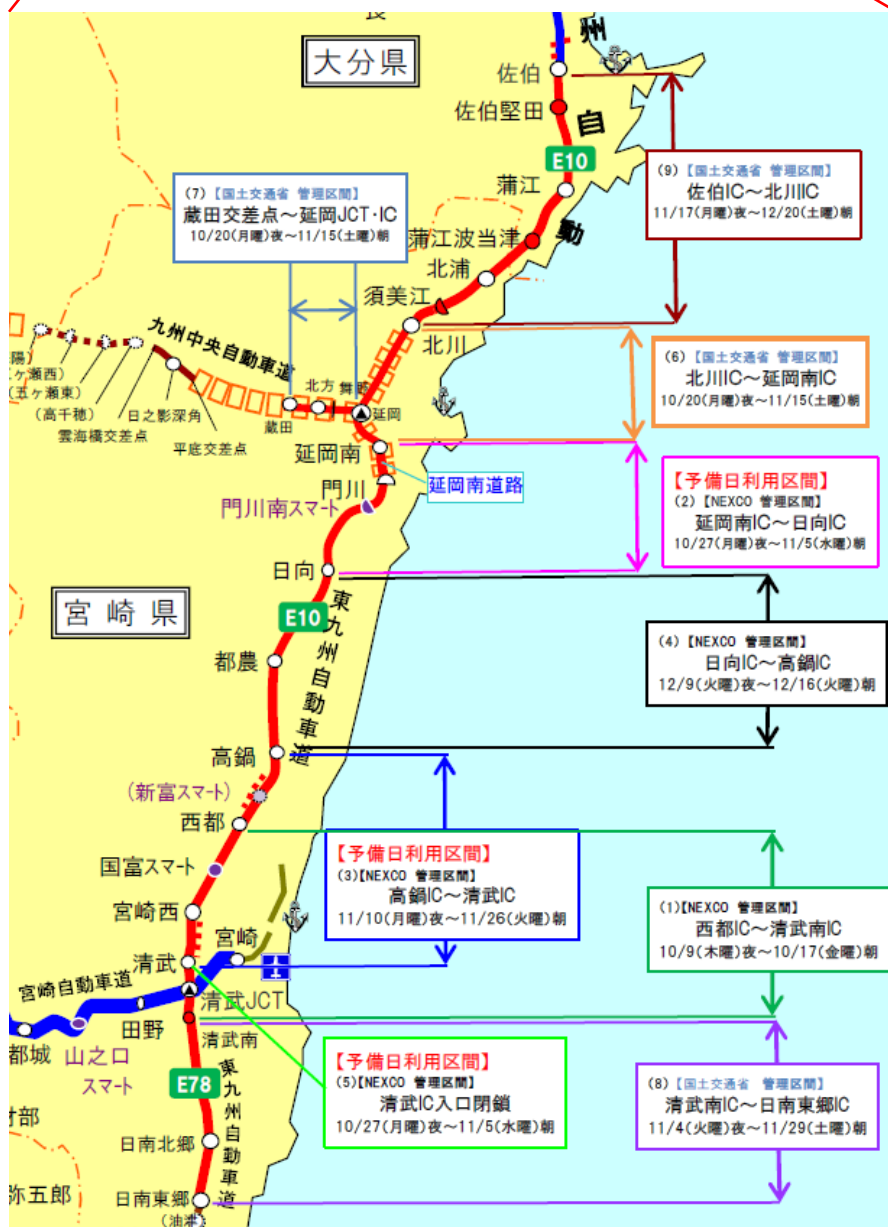 長
大分県
州
佐伯
佐伯堅田
自
E10
蒲江
動
蒲江波当津
北浦
須美江
北川
(7)【国土交通省 管理区間】
蔵田交差点～延岡JCT･IC
10/20(月曜)夜～11/15(土曜)朝
(9)【国土交通省 管理区間】
佐伯IC～北川IC
11/17(月曜)夜～12/20(土曜)朝
九州中央自動車道
陽)
ヶ瀬西)
(五ヶ瀬東)
(高千穂)
雲海橋交差点
日之影深角
平底交差点
蔵田
北方
舞野
延岡
延岡南
延岡南道路
門川
門川南スマート
日向
(6)【国土交通省 管理区間】
北川IC～延岡南IC
10/20(月曜)夜～11/15(土曜)朝
【予備日利用区間】
(2)【NEXCO 管理区間】
延岡南IC～日向IC
10/27(月曜)夜～11/5(水曜)朝
宮崎県
E10
東九州自動車道
都農
高鍋
(4)【NEXCO 管理区間】
日向IC～高鍋IC
12/9(火曜)夜～12/16(火曜)朝
(新富スマート)
西都
国富スマート
宮崎西
宮崎
清武
宮崎自動車道
清武JCT
田野
清武南
都城
山之口
スマート
【予備日利用区間】
(3)【NEXCO 管理区間】
高鍋IC～清武IC
11/10(月曜)夜～11/26(火曜)朝
(1)【NEXCO 管理区間】
西都IC～清武南IC
10/9(木曜)夜～10/17(金曜)朝
【予備日利用区間】
(5)【NEXCO 管理区間】
清武IC入口閉鎖
10/27(月曜)夜～11/5(水曜)朝
(8)【国土交通省 管理区間】
清武南IC～日南東郷IC
11/4(火曜)夜～11/29(土曜)朝
E78
東九州自動車道
財部
日南北郷
弥五郎
日南東郷
(油津